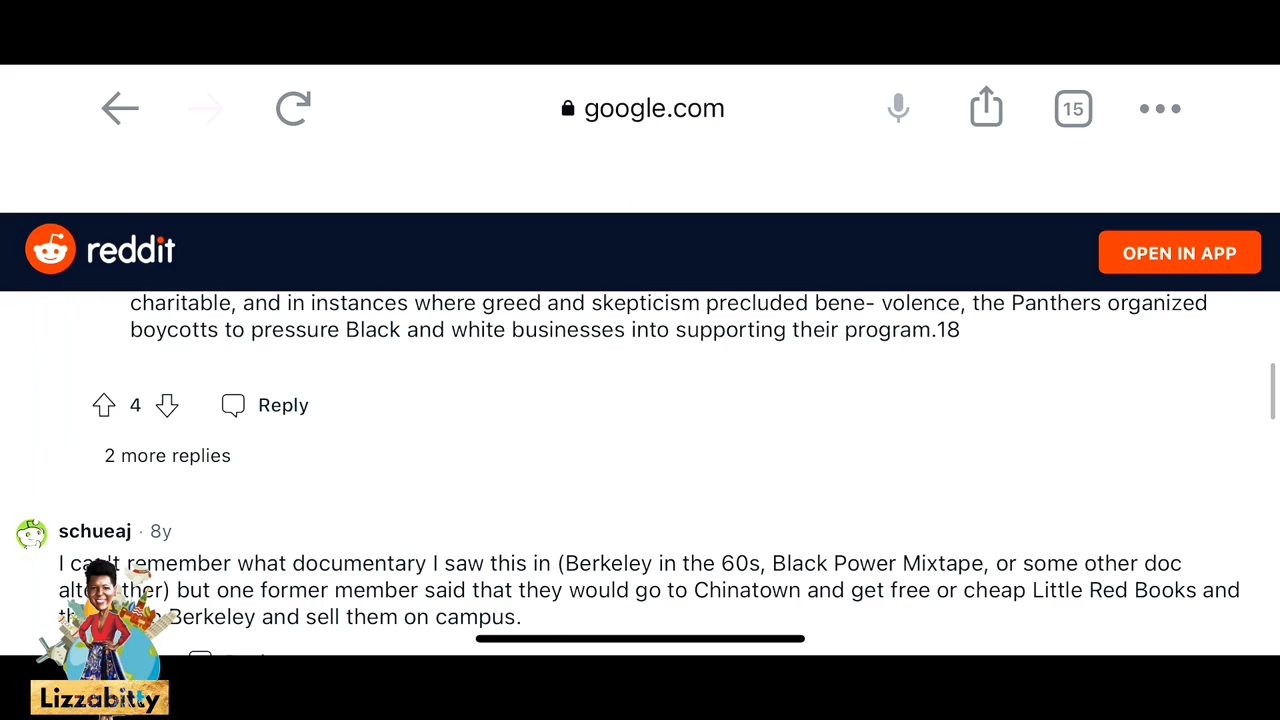 google.com
15
reddit
OPEN IN APP
charitable, and in instances where greed and skepticism precluded bene- volence, the Panthers organized
boycotts to pressure Black and white businesses into supporting their program.18
4
Reply
2 more replies
schueaj · 8y
I can't remember what documentary I saw this in (Berkeley in the 60s, Black Power Mixtape, or some other doc
but one former member said that they would go to Chinatown and get free or cheap Little Red Books and
Berkeley and sell them on campus.
Lizzabitty